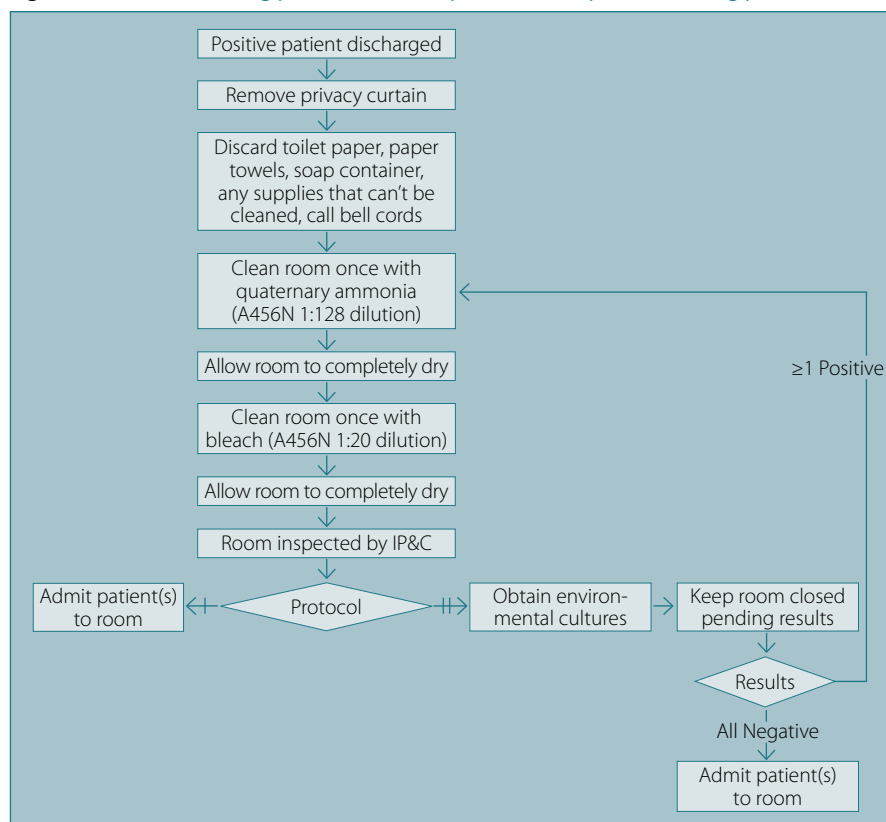 Positive patient discharged
Remove privacy curtain
Discard toilet paper, paper
towels, soap container,
any supplies that can't be
cleaned, call bell cords
Clean room once with
quaternary ammonia
(A456N 1:128 dilution)
Allow room to completely dry
≥1 Positive
Clean room once with
bleach (A456N 1:20 dilution)
Allow room to completely dry
Room inspected by IP&C
Admit patient(s)
to room
Protocol
Obtain environ-
mental cultures
Keep room closed
pending results
Results
All Negative
Admit patient(s)
to room